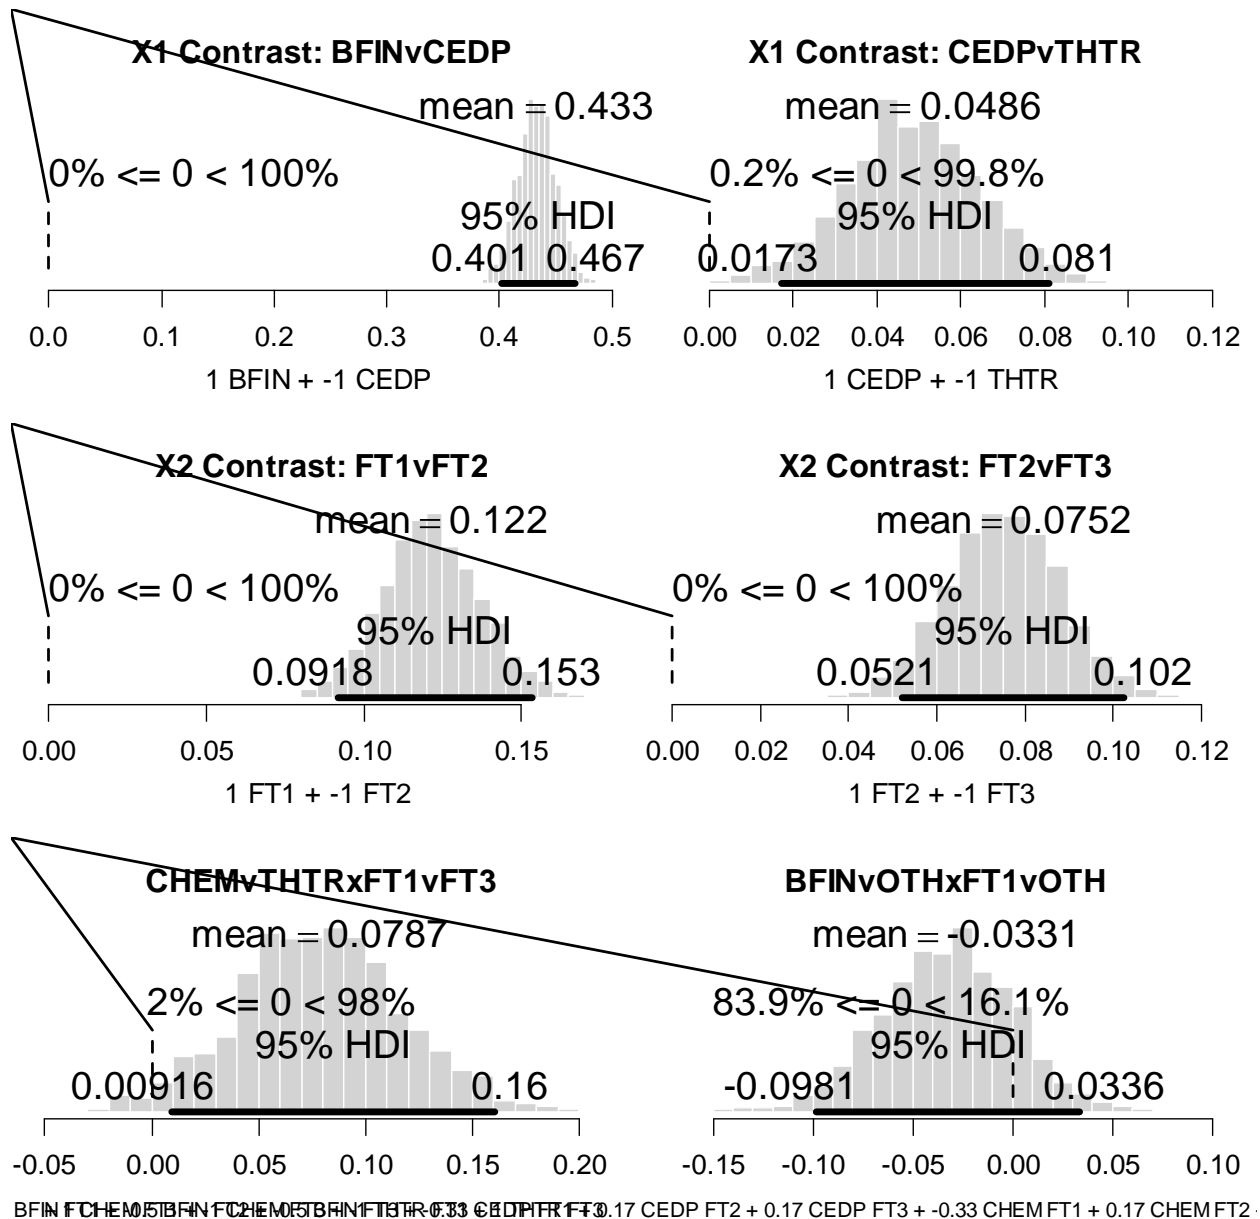 X1 Contrast: BFINvCEDP
mean = 0.433
0% <= 0 < 100%
95% HDI
0.401 0.467
0.0 0.1 0.2 0.3 0.4 0.5
1 BFIN + -1 CEDP
X1 Contrast: CEDPvTHTR
mean = 0.0486
0.2% <= 0 < 99.8%
95% HDI
0.0173 0.081
0.00 0.02 0.04 0.06 0.08 0.10 0.12
1 CEDP + -1 THTR
X2 Contrast: FT1vFT2
mean = 0.122
0% <= 0 < 100%
95% HDI
0.0918 0.153
0.00 0.05 0.10 0.15
1 FT1 + -1 FT2
X2 Contrast: FT2vFT3
mean = 0.0752
0% <= 0 < 100%
95% HDI
0.0521 0.102
0.00 0.02 0.04 0.06 0.08 0.10 0.12
1 FT2 + -1 FT3
CHEMvTHTRxFT1vFT3
mean = 0.0787
2% <= 0 < 98%
95% HDI
0.00916 0.16
-0.05 0.00 0.05 0.10 0.15 0.20
BFINvOTHxFT1vOTH
mean = -0.0331
83.9% <= 0 < 16.1%
95% HDI
-0.0981 0.0336
-0.15 -0.10 -0.05 0.00 0.05 0.10
0.17 CEDP FT2 + 0.17 CEDP FT3 + -0.33 CHEM FT1 + 0.17 CHEM FT2